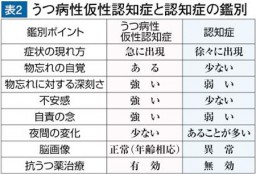 表2 うつ病性仮性認知症と認知症の鑑別
鑑別ポイント うつ病性仮性認知症 認知症
症状の現れ方 急に出現 徐々に出現
物忘れの自覚 ある 少ない
物忘れに対する深刻さ 強い 弱い
不安感 強い 少ない
自責の念 強い 弱い
夜間の変化 少ない あることが多い
脳画像 正常(年齢相応) 異常
抗うつ薬治療 有効 無効